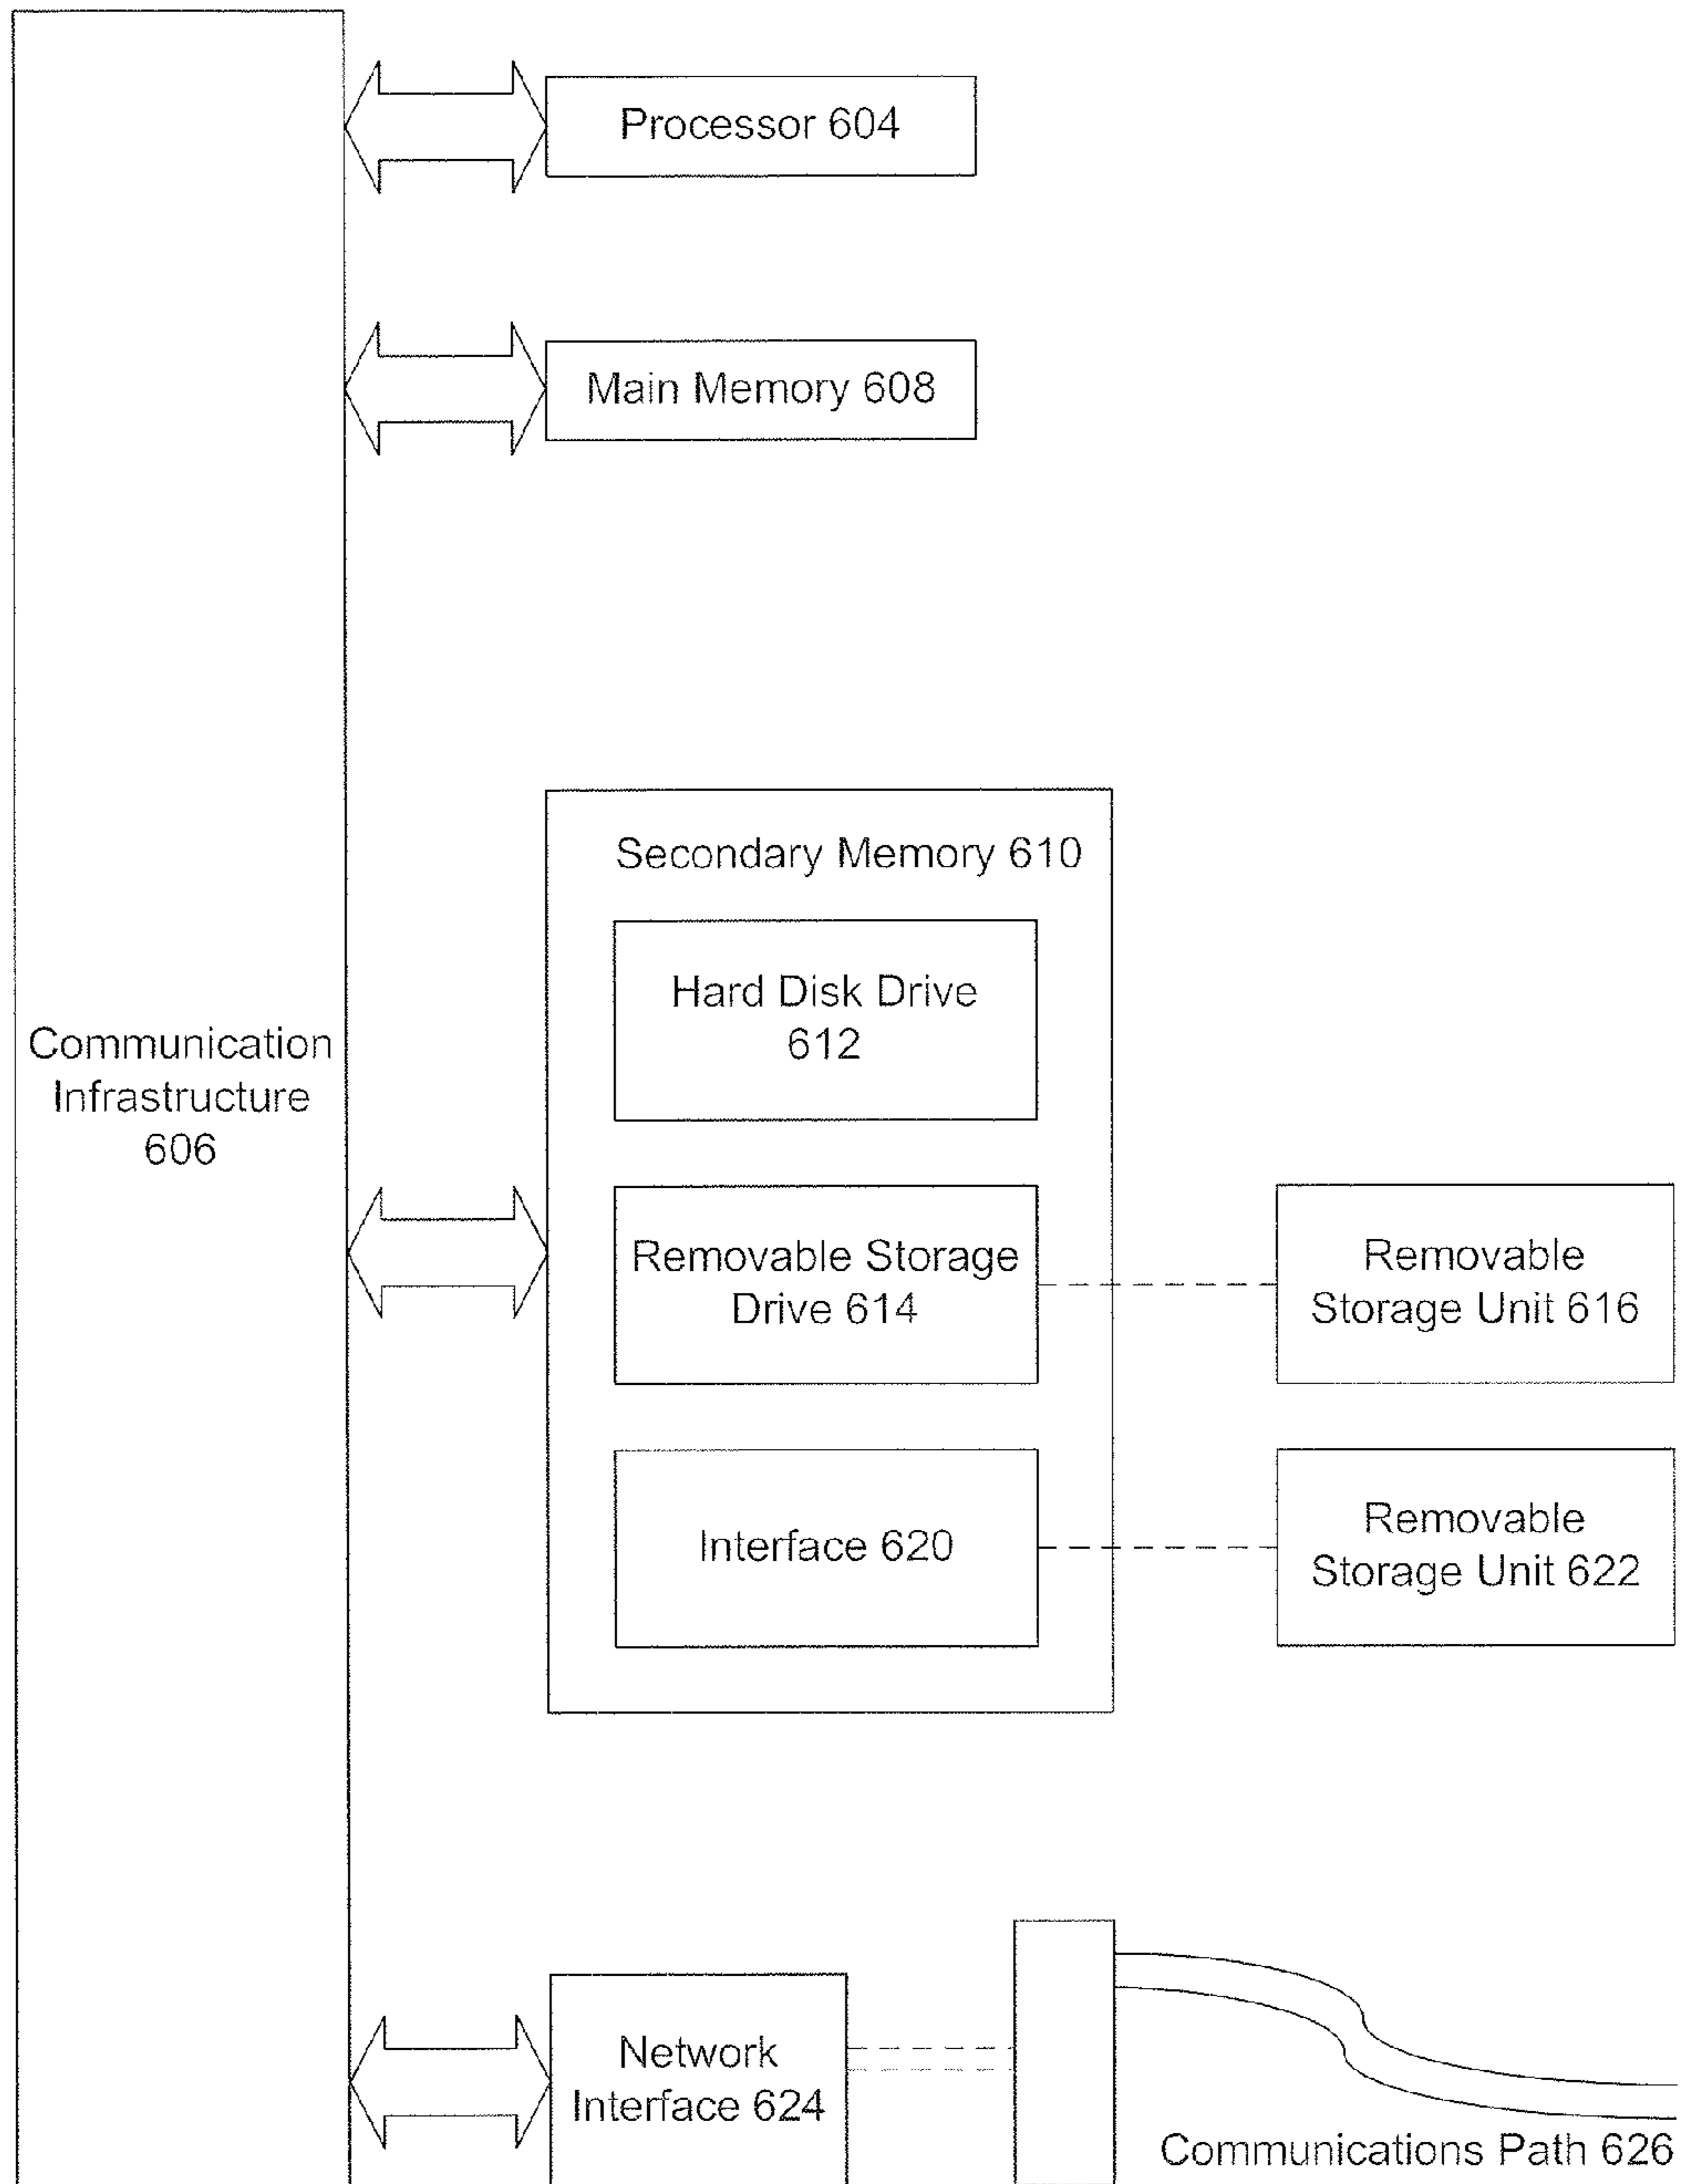 Processor 604
Main Memory 608
Secondary Memory 610
Hard Disk Drive
612
Communication
Infrastructure
606
Removable Storage
Drive 614
Removable
Storage Unit 616
Interface 620
Removable
Storage Unit 622
Network
Interface 624
Communications Path 626